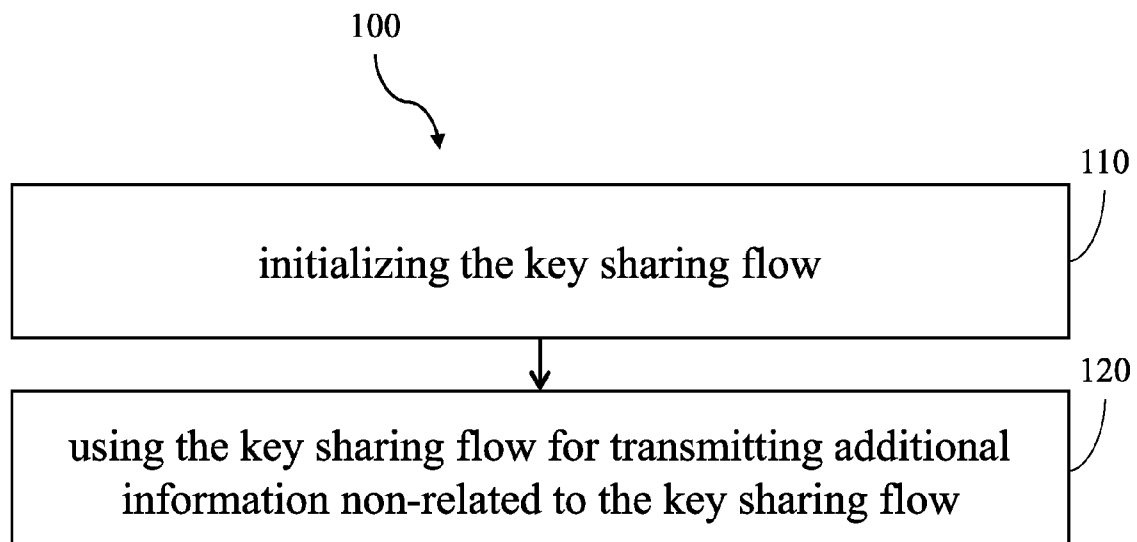 100
110
initializing the key sharing flow
120
using the key sharing flow for transmitting additional
information non-related to the key sharing flow